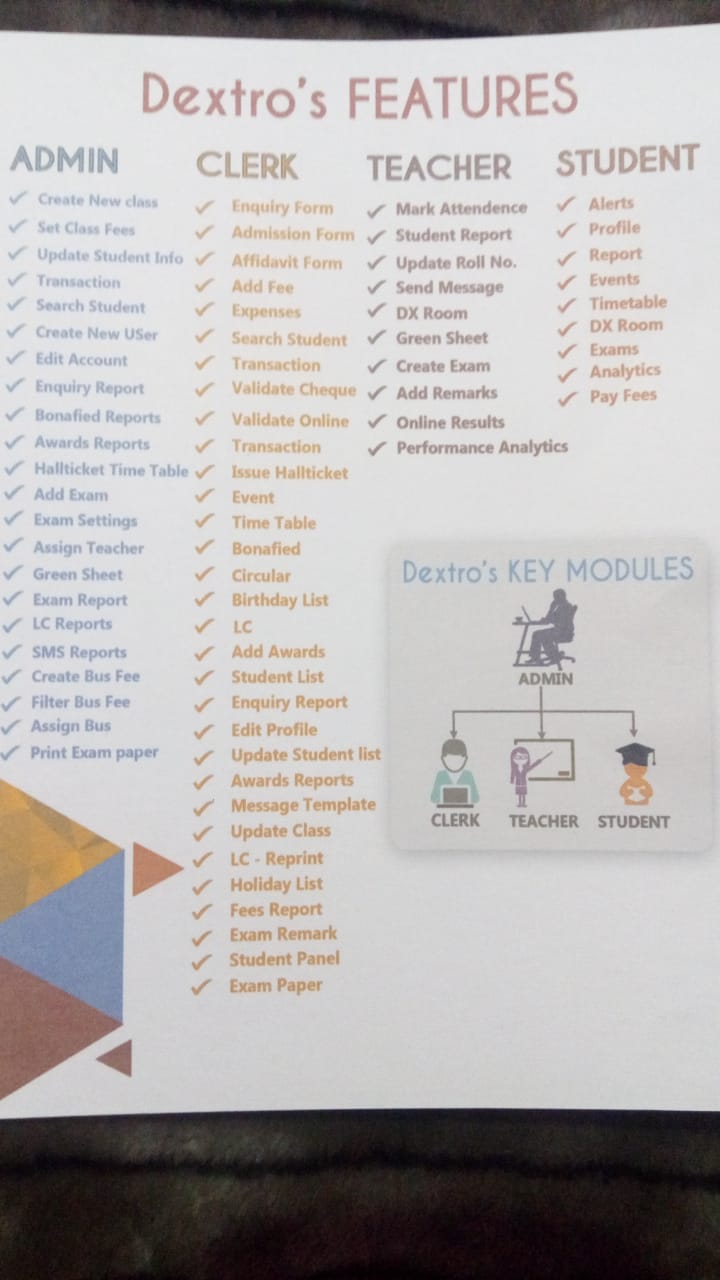 Dextro's FEATURES
ADMIN
Create New class
Set Class Fees
Update Student Info
Transaction
Search Student
Create New USer
Edit Account
Enquiry Report
Bonafied Reports
Awards Reports
Hallticket Time Table
Add Exam
Exam Settings
Assign Teacher
Green Sheet
Exam Report
LC Reports
SMS Reports
Create Bus Fee
Filter Bus Fee
Assign Bus
Print Exam paper
CLERK
Enquiry Form
Admission Form
Affidavit Form
Add Fee
Expenses
Search Student
Transaction
Validate Cheque
Validate Online
Transaction
Issue Hallticket
Event
Time Table
Bonafied
Circular
Birthday List
LC
Add Awards
Student List
Enquiry Report
Edit Profile
Update Student list
Awards Reports
Message Template
Update Class
LC - Reprint
Holiday List
Fees Report
Exam Remark
Student Panel
Exam Paper
TEACHER
Mark Attendence
Student Report
Update Roll No.
Send Message
DX Room
Green Sheet
Create Exam
Add Remarks
Online Results
Performance Analytics
STUDENT
Alerts
Profile
Report
Events
Timetable
DX Room
Exams
Analytics
Pay Fees
Dextro's KEY MODULES
ADMIN
CLERK TEACHER STUDENT